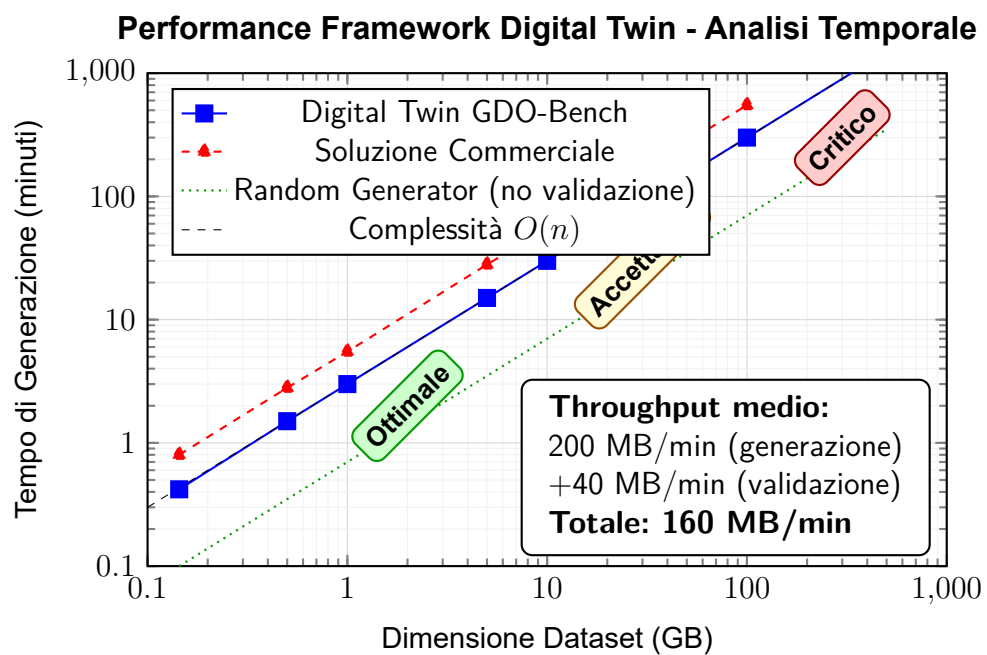 Performance Framework Digital Twin - Analisi Temporale
Tempo di Generazione (minuti)
1,000
100
10
1
0.1
Digital Twin GDO-Bench
Soluzione Commerciale
Random Generator (no validazione)
Complessità O(n)
Critico
Ottimale
Throughput medio:
200 MB/min (generazione)
+40 MB/min (validazione)
Totale: 160 MB/min
0.1
1
10
100
1,000
Dimensione Dataset (GB)